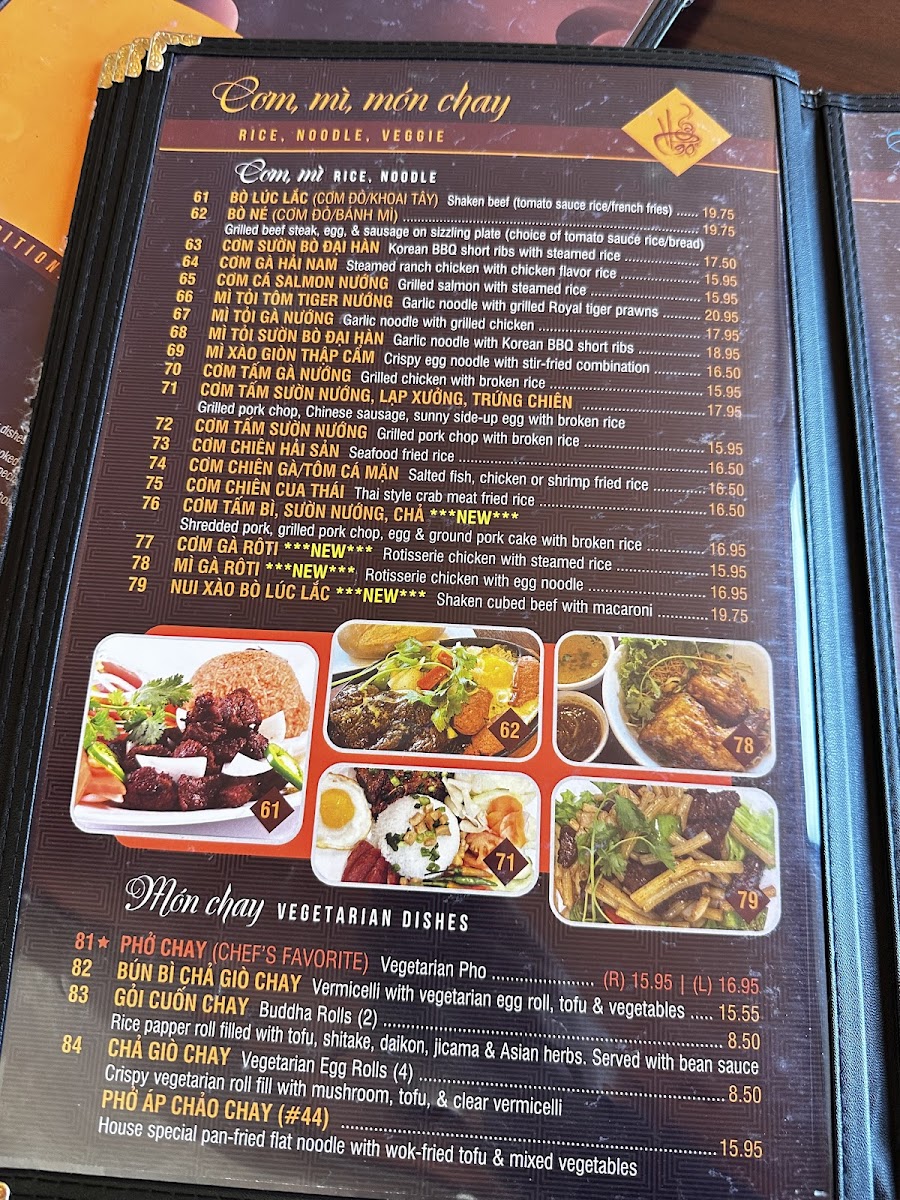 Cơm, mì, món chay
RICE, NOODLE, VEGGIE
Cơm, mì RICE, NOODLE
61 BÒ LÚC LẮC (CƠM ĐỎ/KHOAI TÂY) Shaken beef (tomato sauce rice/french fries) ...... 19.75
62 BÒ NÉ (CƠM ĐỎ/BÁNH MÌ) ...... 19.75
Grilled beef steak, egg, & sausage on sizzling plate (choice of tomato sauce rice/bread)
63 CƠM SƯỜN BÒ ĐẠI HÀN Korean BBQ short ribs with steamed rice ...... 17.50
64 CƠM GÀ HẢI NAM Steamed ranch chicken with chicken flavor rice ...... 15.95
65 CƠM CÁ SALMON NƯỚNG Grilled salmon with steamed rice ...... 15.95
66 MÌ TỎI TÔM TIGER NƯỚNG Garlic noodle with grilled Royal tiger prawns ...... 20.95
67 MÌ TỎI GÀ NƯỚNG Garlic noodle with grilled chicken ...... 17.95
68 MÌ TỎI SƯỜN BÒ ĐẠI HÀN Garlic noodle with Korean BBQ short ribs ...... 18.95
69 MÌ XÀO GIÒN THẬP CẨM Crispy egg noodle with stir-fried combination ...... 16.50
70 CƠM TẤM GÀ NƯỚNG Grilled chicken with broken rice ...... 15.95
71 CƠM TẤM SƯỜN NƯỚNG, LẠP XƯỞNG, TRỨNG CHIÊN ...... 17.95
Grilled pork chop, Chinese sausage, sunny side-up egg with broken rice
72 CƠM TẤM SƯỜN NƯỚNG Grilled pork chop with broken rice ...... 15.95
73 CƠM CHIÊN HẢI SẢN Seafood fried rice ...... 16.50
74 CƠM CHIÊN GÀ/TÔM CÁ MẶN Salted fish, chicken or shrimp fried rice ...... 16.50
75 CƠM CHIÊN CUA THÁI Thai style crab meat fried rice ...... 16.50
76 CƠM TẤM BÌ, SƯỜN NƯỚNG, CHẢ ***NEW***
Shredded pork, grilled pork chop, egg & ground pork cake with broken rice ...... 16.95
77 CƠM GÀ RÔTI ***NEW*** Rotisserie chicken with steamed rice ...... 15.95
78 MÌ GÀ RÔTI ***NEW*** Rotisserie chicken with egg noodle ...... 16.95
79 NUI XÀO BÒ LÚC LẮC ***NEW*** Shaken cubed beef with macaroni ...... 19.75
61
62
78
71
79
Món chay VEGETARIAN DISHES
81★ PHỞ CHAY (CHEF'S FAVORITE) Vegetarian Pho ...... (R) 15.95 | (L) 16.95
82 BÚN BÌ CHẢ GIÒ CHAY Vermicelli with vegetarian egg roll, tofu & vegetables ..... 15.55
83 GỎI CUỐN CHAY Buddha Rolls (2) ...... 8.50
Rice papper roll filled with tofu, shitake, daikon, jicama & Asian herbs. Served with bean sauce
84 CHẢ GIÒ CHAY Vegetarian Egg Rolls (4) ...... 8.50
Crispy vegetarian roll fill with mushroom, tofu, & clear vermicelli
PHỞ ÁP CHẢO CHAY (#44) ...... 15.95
House special pan-fried flat noodle with wok-fried tofu & mixed vegetables